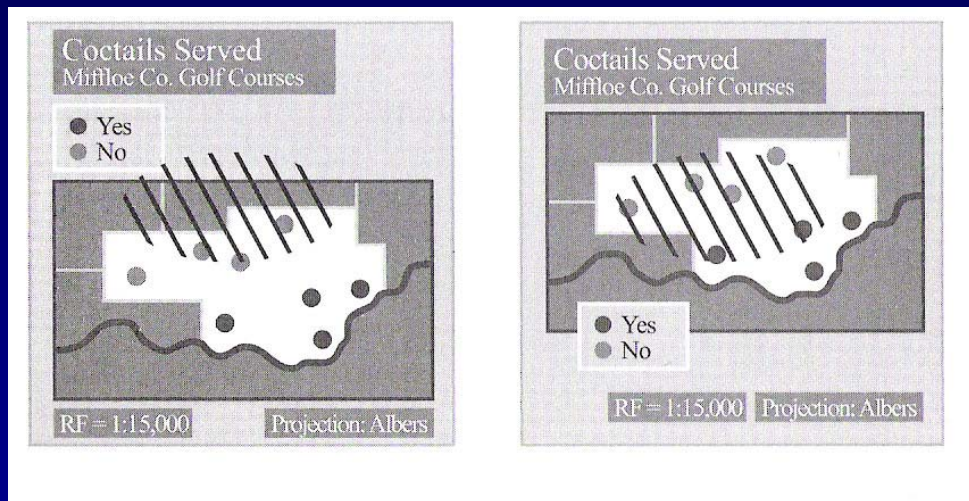 Coctails Served
Miffloe Co. Golf Courses
Yes
No
RF = 1:15,000
Projection: Albers
Coctails Served
Miffloe Co. Golf Courses
Yes
No
RF = 1:15,000
Projection: Albers